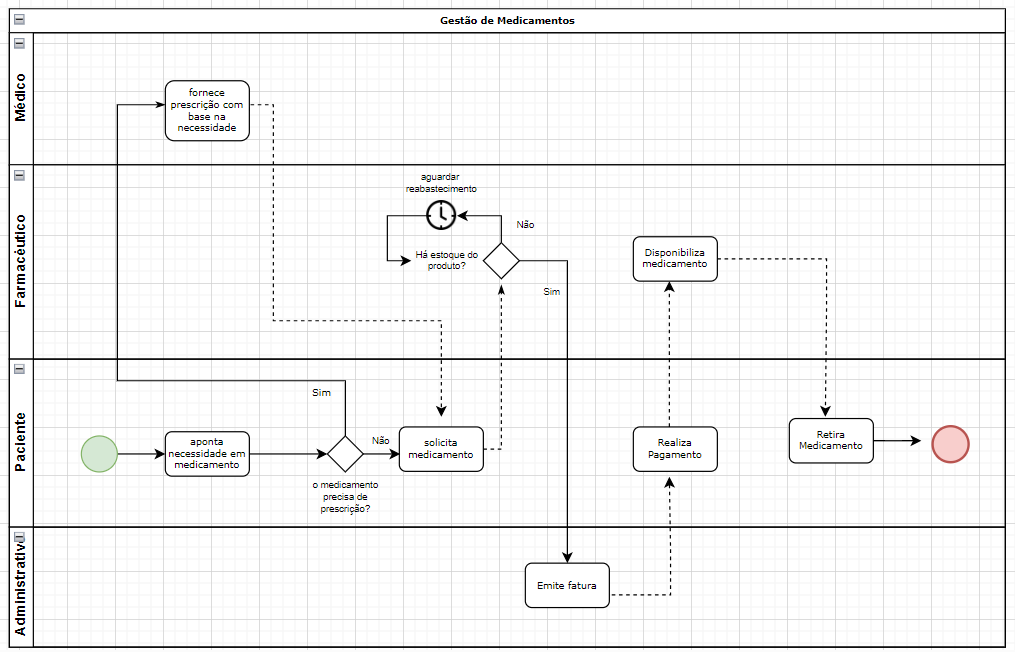 Gestão de Medicamentos
Médico
fornece
prescrição com
base na
necessidade
Farmacêutico
aguardar
reabastecimento
Não
Há estoque do
produto?
Sim
Disponibiliza
medicamento
Paciente
Sim
aponta
necessidade em
medicamento
Não
o medicamento
precisa de
prescrição?
solicita
medicamento
Realiza
Pagamento
Retira
Medicamento
Administrativo
Emite fatura